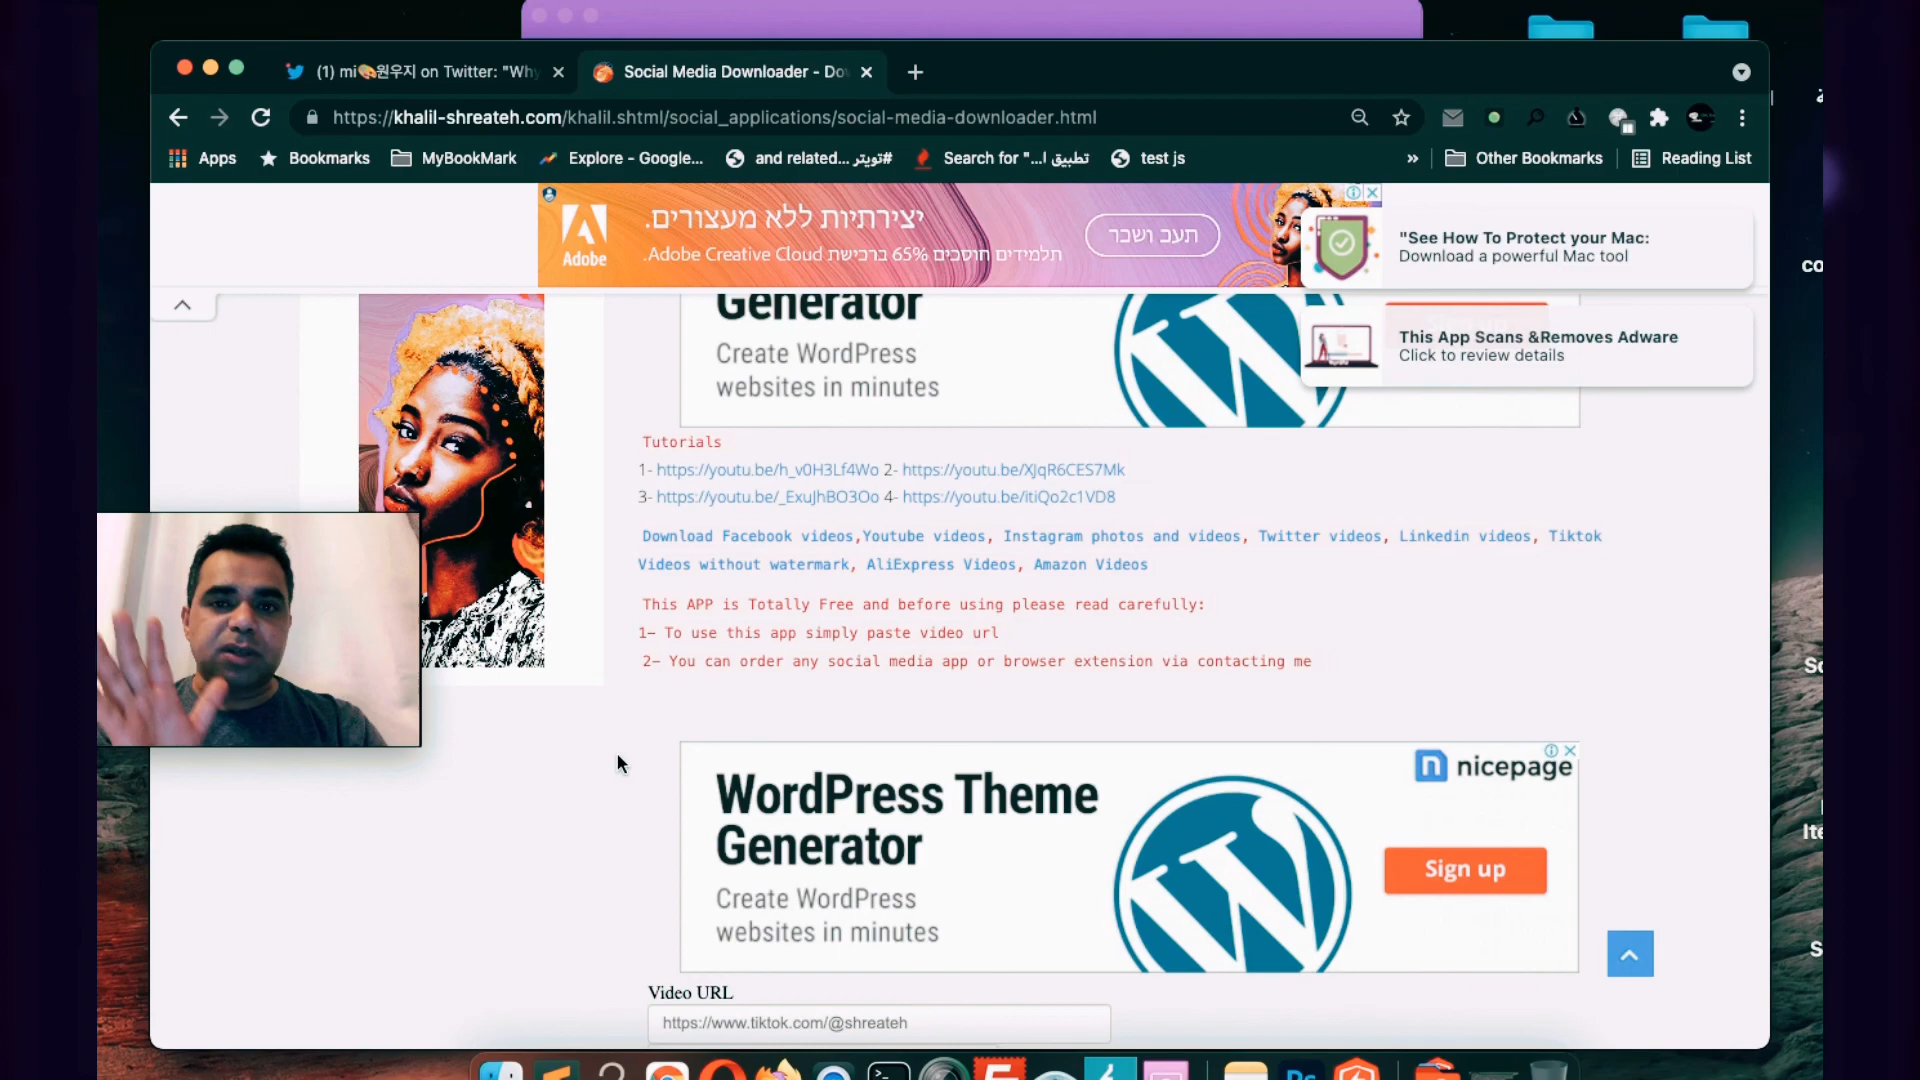 (1) mi🎨원우지 on Twitter: "Why
Social Media Downloader - Do
https://khalil-shreateh.com/khalil.shtml/social_applications/social-media-downloader.html
Apps
Bookmarks
MyBookMark
Explore - Google...
#تويتر ...and related
Search for "...تطبيق ا
test js
»
Other Bookmarks
Reading List
Adobe
יצירתיות ללא מעצורים.
תלמידים חוסכים 65% ברכישת Adobe Creative Cloud.
תעב ושכר
"See How To Protect your Mac:
Download a powerful Mac tool
This App Scans &Removes Adware
Click to review details
Generator
Create WordPress
websites in minutes
Tutorials
1- https://youtu.be/h_v0H3Lf4Wo 2- https://youtu.be/XJqR6CES7Mk
3- https://youtu.be/_ExuJhBO3Oo 4- https://youtu.be/itiQo2c1VD8
Download Facebook videos,Youtube videos, Instagram photos and videos, Twitter videos, Linkedin videos, Tiktok
Videos without watermark, AliExpress Videos, Amazon Videos
This APP is Totally Free and before using please read carefully:
1– To use this app simply paste video url
2– You can order any social media app or browser extension via contacting me
nicepage
WordPress Theme
Generator
Create WordPress
websites in minutes
Sign up
Video URL
https://www.tiktok.com/@shreateh
co
Ite
Ps